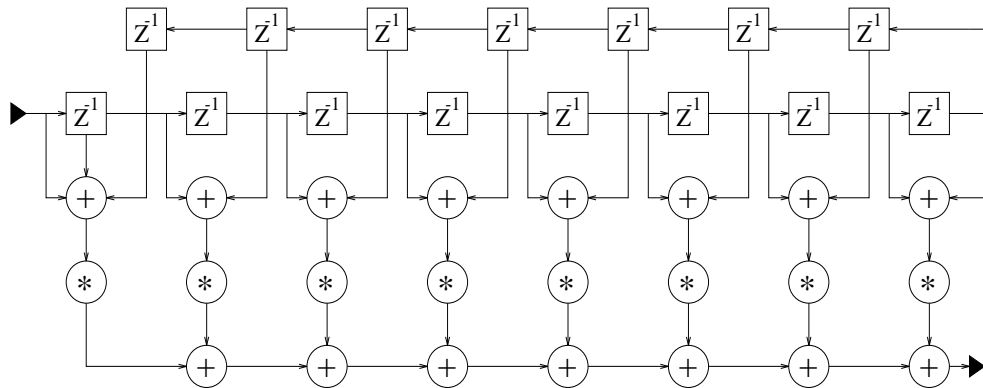 Z⁻¹ Z⁻¹ Z⁻¹ Z⁻¹ Z⁻¹ Z⁻¹ Z⁻¹
Z⁻¹ Z⁻¹ Z⁻¹ Z⁻¹ Z⁻¹ Z⁻¹ Z⁻¹ Z⁻¹
+ + + + + + + +
* * * * * * * *
+ + + + + + +